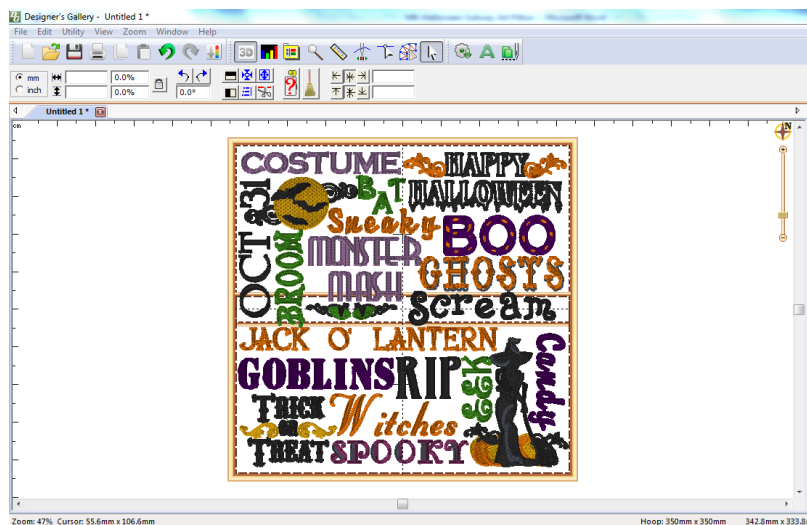 Designer's Gallery - Untitled 1 *
File Edit Utility View Zoom Window Help
3D
mm 0.0%
inch 0.0% 0.0°
Untitled 1 *
cm
N
COSTUME
HAPPY
HALLOWEEN
OCT 31
BAT
Sneaky
BOO
BROOM
MONSTER
MASH
GHOSTS
Scream
JACK O' LANTERN
GOBLINS
RIP
EEK
Candy
TRICK
OR
TREAT
Witches
SPOOKY
Zoom: 47% Cursor: 55.6mm x 106.6mm
Hoop: 350mm x 350mm 342.8mm x 333.8